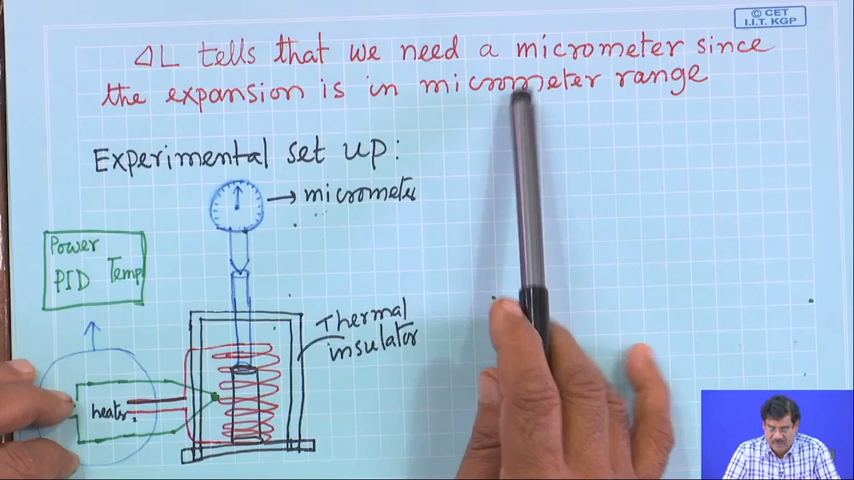 © CET
I.I.T. KGP
ΔL tells that we need a micrometer since
the expansion is in micrometer range
Experimental set up:
micrometer
Power
PID Temp
Thermal
insulator
heater